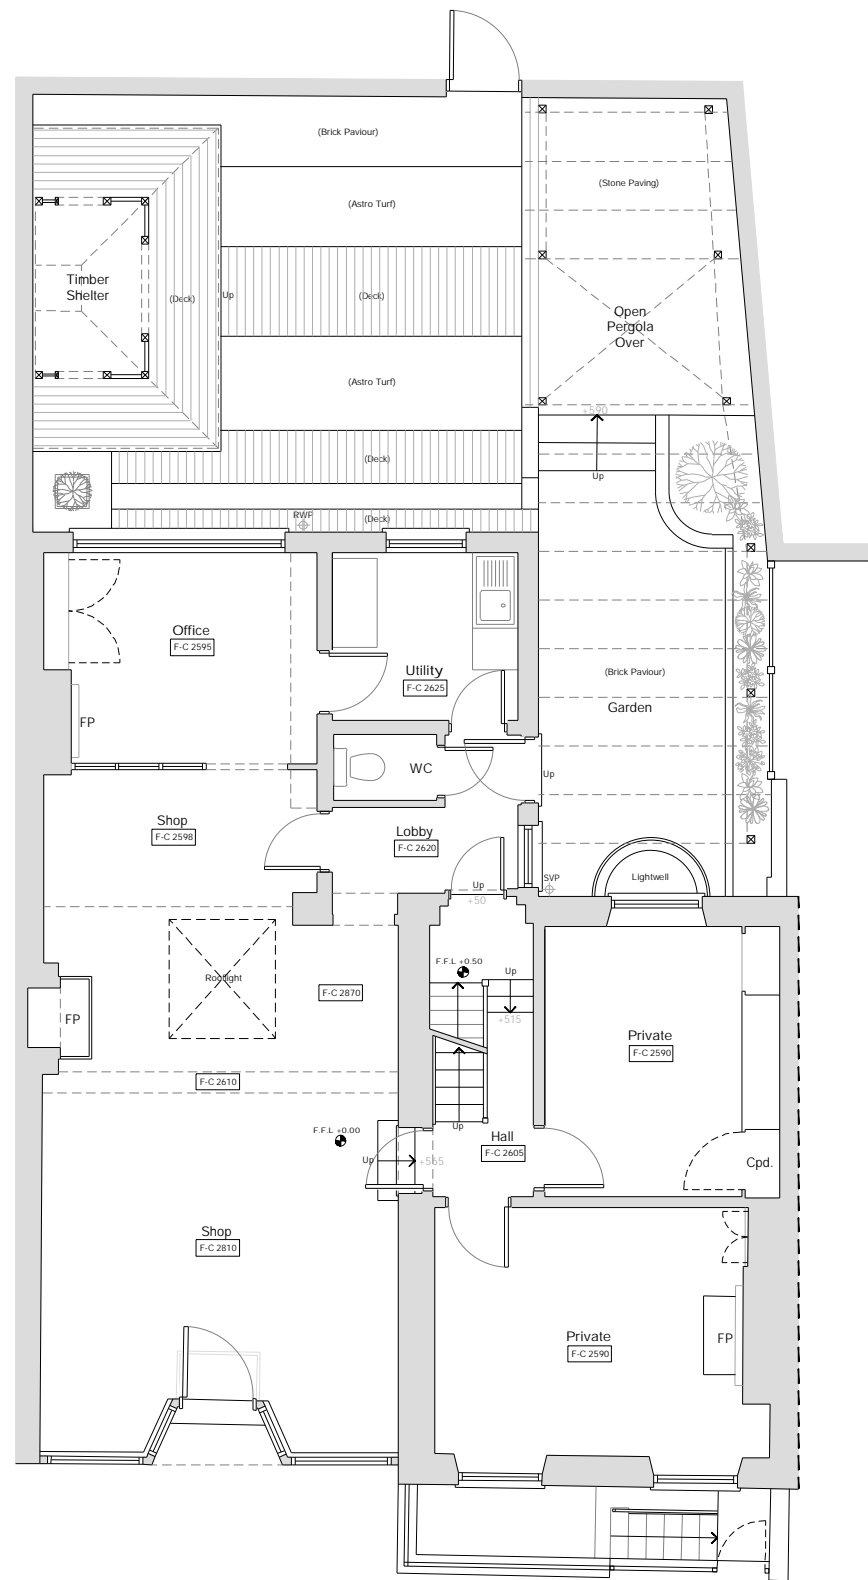 (Brick Paviour)
(Stone Paving)
(Astro Turf)
Timber
Shelter
(Deck)
Up
(Deck)
Open
Pergola
Over
(Astro Turf)
+590
(Deck)
Up
RWP
(Deck)
Office
F-C 2595
Utility
F-C 2625
(Brick Paviour)
Garden
FP
WC
Up
Shop
F-C 2598
Lobby
F-C 2620
Up
+50
SVP
Lightwell
F.F.L +0.50
Up
Rooflight
F-C 2870
FP
+515
Private
F-C 2590
F-C 2610
F.F.L +0.00
Up
Hall
F-C 2605
Up
+565
Cpd.
Shop
F-C 2810
Private
F-C 2590
FP